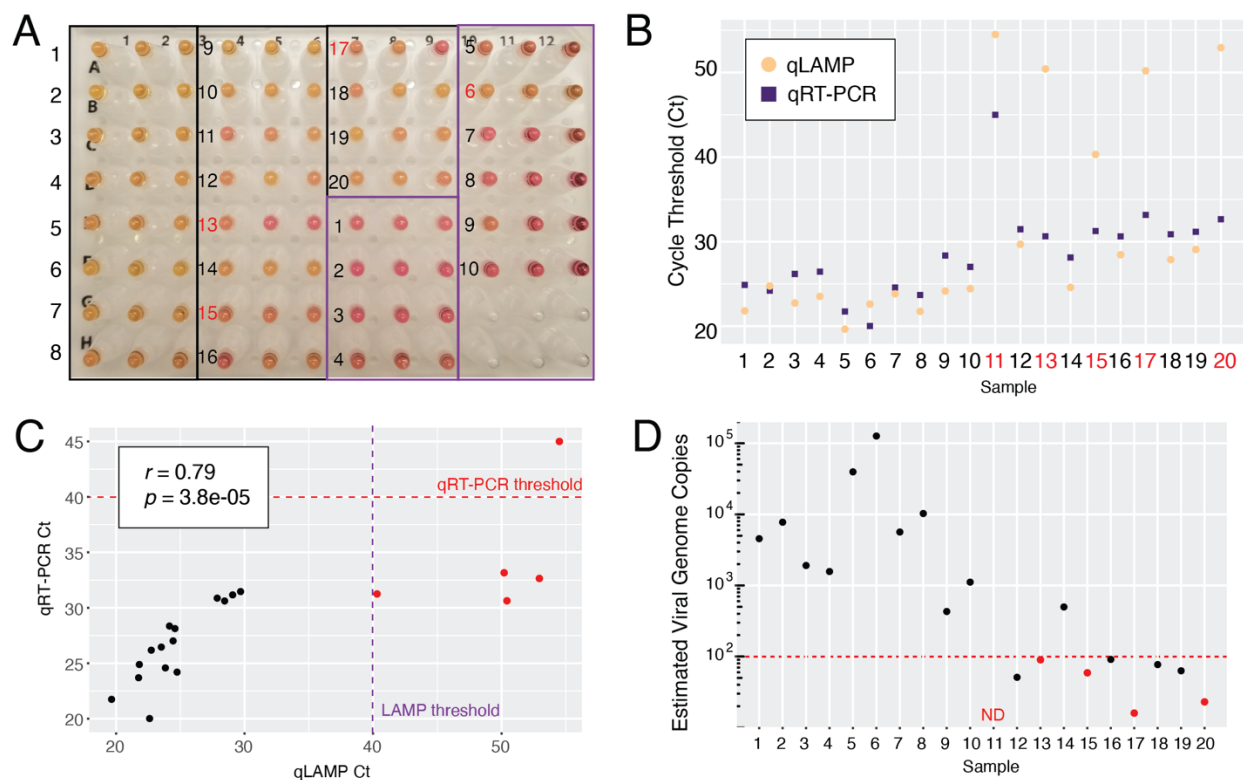 A
1 2 3 4 5 6 7 8 9 10 11 12
1 9 17 5
A
2 10 18 6
B
3 11 19 7
C
4 12 20 8
5 13 1 9
6 14 2 10
7 15 3
G
8 16 4
H
B
qLAMP
qRT-PCR
Cycle Threshold (Ct)
50
40
30
20
1 2 3 4 5 6 7 8 9 10 11 12 13 14 15 16 17 18 19 20
Sample
C
r = 0.79
p = 3.8e-05
qRT-PCR threshold
LAMP threshold
qRT-PCR Ct
45
40
35
30
25
20
20 30 40 50
qLAMP Ct
D
Estimated Viral Genome Copies
10^5
10^4
10^3
10^2
ND
1 2 3 4 5 6 7 8 9 10 11 12 13 14 15 16 17 18 19 20
Sample